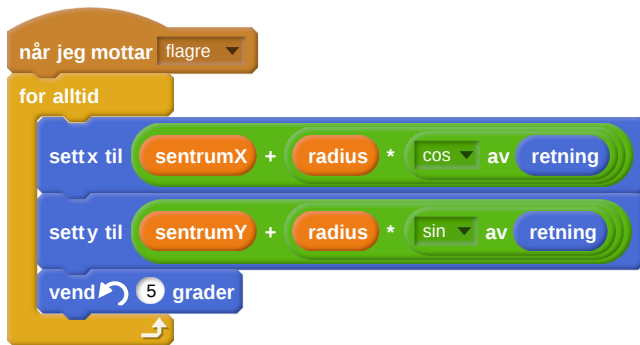 når jeg mottar flagre
for alltid
sett x til sentrumX + radius * cos av retning
sett y til sentrumY + radius * sin av retning
vend 5 grader